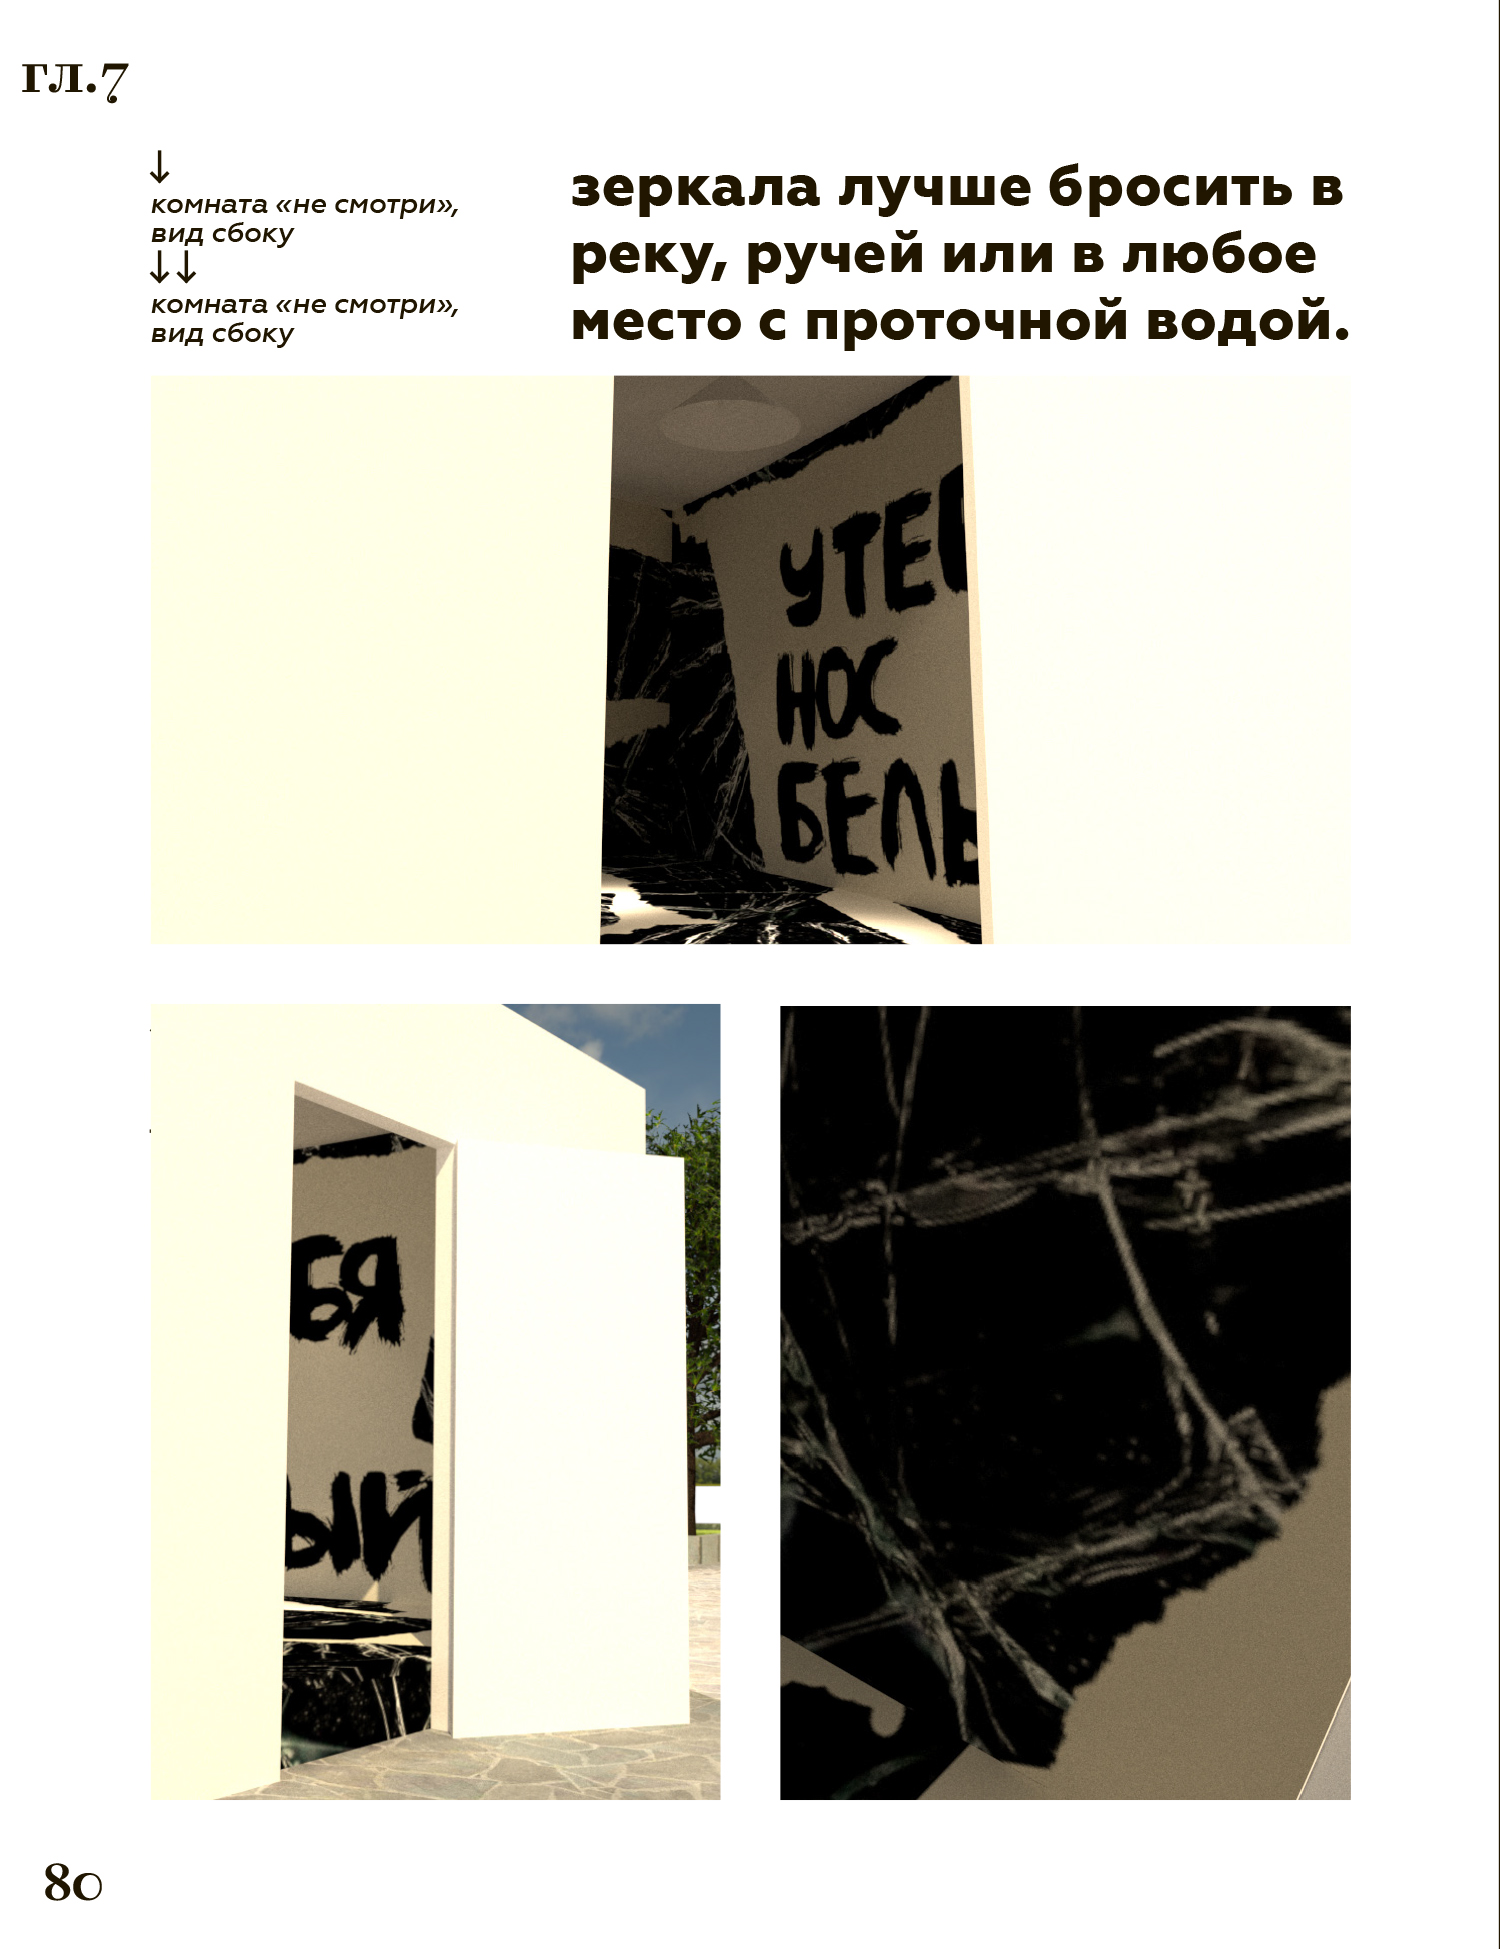 гл.7
↓
комната «не смотри»,
вид сбоку
↓↓
комната «не смотри»,
вид сбоку
зеркала лучше бросить в
реку, ручей или в любое
место с проточной водой.
УТЕ
НОС
БЕЛЬ
БЯ
ЫЙ
80